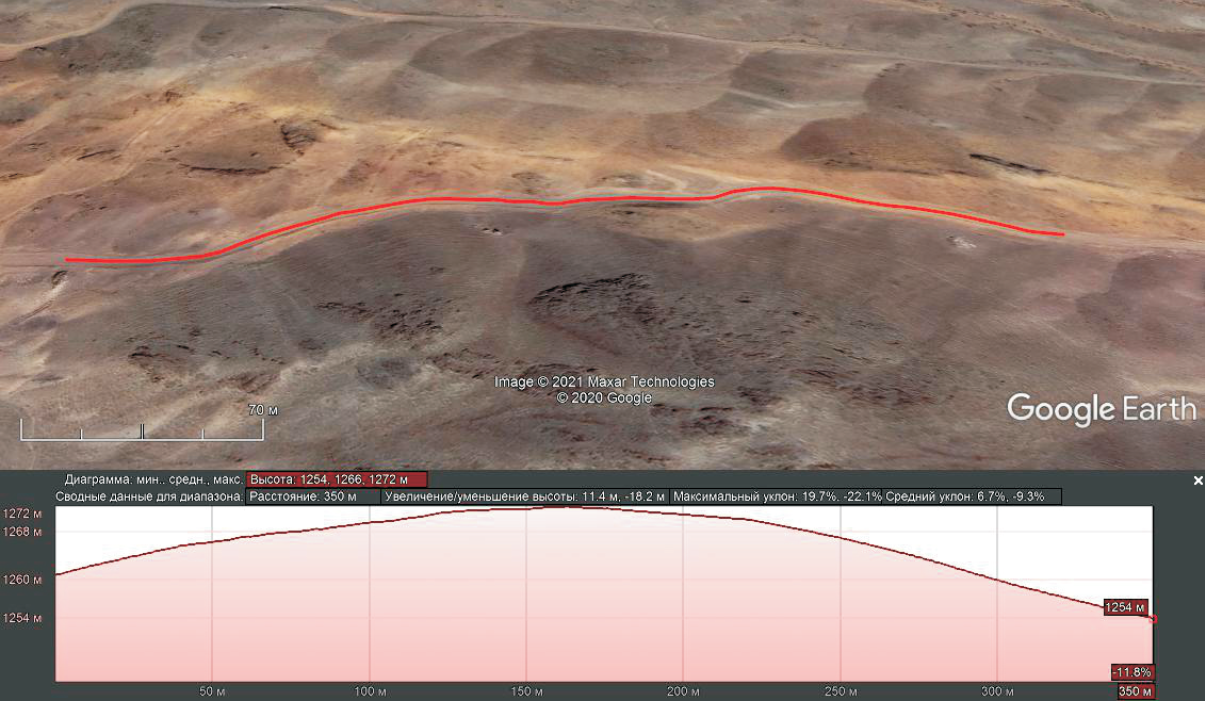 70 м
Image © 2021 Maxar Technologies
© 2020 Google
Google Earth
Диаграмма: мин.. средн., макс. Высота: 1254, 1266, 1272 м
Сводные данные для диапазона. Расстояние: 350 м Увеличение/уменьшение высоты: 11.4 м, -18.2 м Максимальный уклон: 19.7%, -22.1% Средний уклон: 6.7%, -9.3%
1272 м
1268 м
1260 м
1254 м
1254 м
-11.8%
50 м 100 м 150 м 200 м 250 м 300 м 350 м